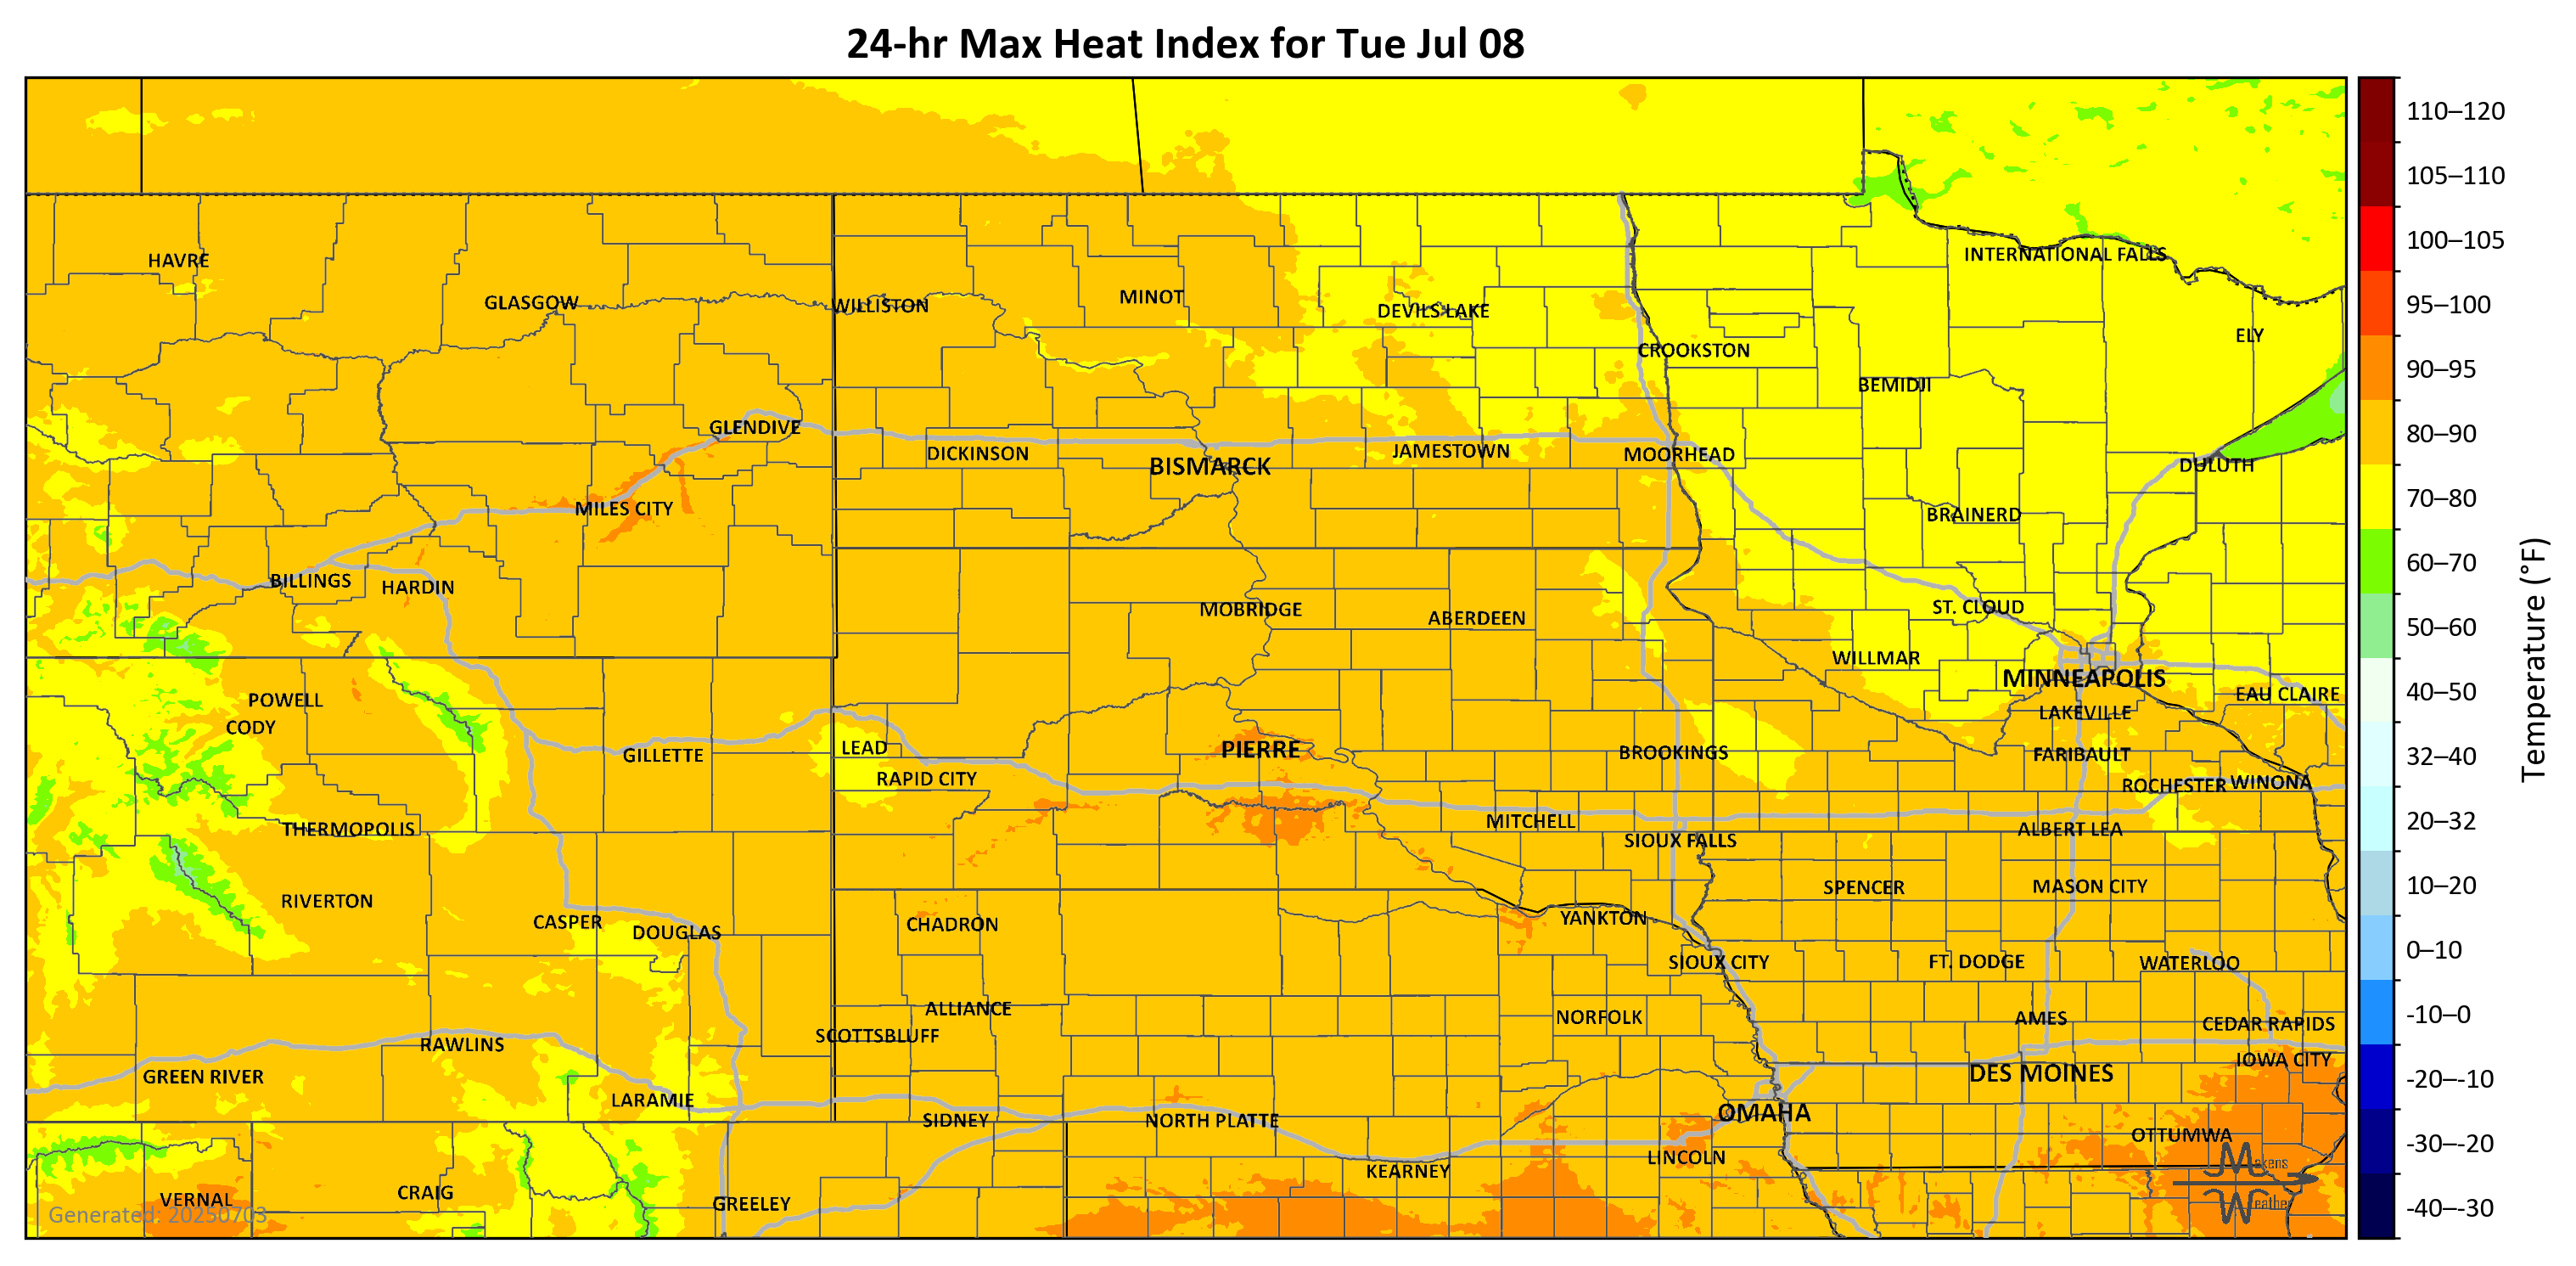 24-hr Max Heat Index for Tue Jul 08
110–120
105–110
100–105
95–100
90–95
80–90
70–80
60–70
50–60
40–50
32–40
20–32
10–20
0–10
-10–0
-20–-10
-30–-20
-40–-30
Temperature (°F)
HAVRE
GLASGOW
WILLISTON
MINOT
DEVILS LAKE
INTERNATIONAL FALLS
ELY
CROOKSTON
BEMIDJI
GLENDIVE
DICKINSON
BISMARCK
JAMESTOWN
MOORHEAD
DULUTH
MILES CITY
BRAINERD
BILLINGS
HARDIN
MOBRIDGE
ABERDEEN
ST. CLOUD
WILLMAR
MINNEAPOLIS
EAU CLAIRE
POWELL
CODY
LAKEVILLE
GILLETTE
LEAD
PIERRE
BROOKINGS
FARIBAULT
RAPID CITY
ROCHESTER
WINONA
THERMOPOLIS
MITCHELL
SIOUX FALLS
ALBERT LEA
RIVERTON
SPENCER
MASON CITY
CASPER
DOUGLAS
CHADRON
YANKTON
SIOUX CITY
FT. DODGE
WATERLOO
ALLIANCE
NORFOLK
AMES
CEDAR RAPIDS
SCOTTSBLUFF
RAWLINS
IOWA CITY
GREEN RIVER
DES MOINES
LARAMIE
SIDNEY
NORTH PLATTE
OMAHA
OTTUMWA
LINCOLN
KEARNEY
VERNAL
CRAIG
GREELEY
Generated: 20250703
Makens
Weather